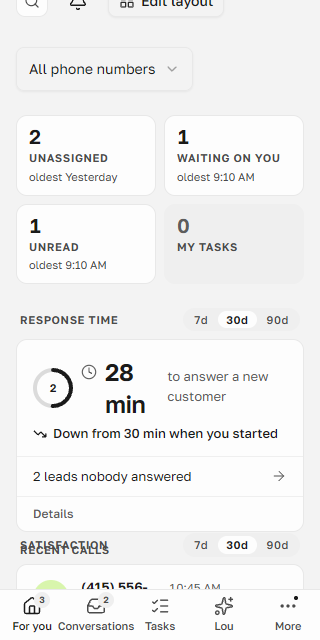 Edit layout
All phone numbers
2
UNASSIGNED
oldest Yesterday
1
WAITING ON YOU
oldest 9:10 AM
1
UNREAD
oldest 9:10 AM
0
MY TASKS
RESPONSE TIME
7d 30d 90d
2
28 min
to answer a new
customer
Down from 30 min when you started
2 leads nobody answered
Details
SATISFACTION
7d 30d 90d
RECENT CALLS
(415) 556-
10:45 AM
3
2
For you Conversations Tasks Lou More